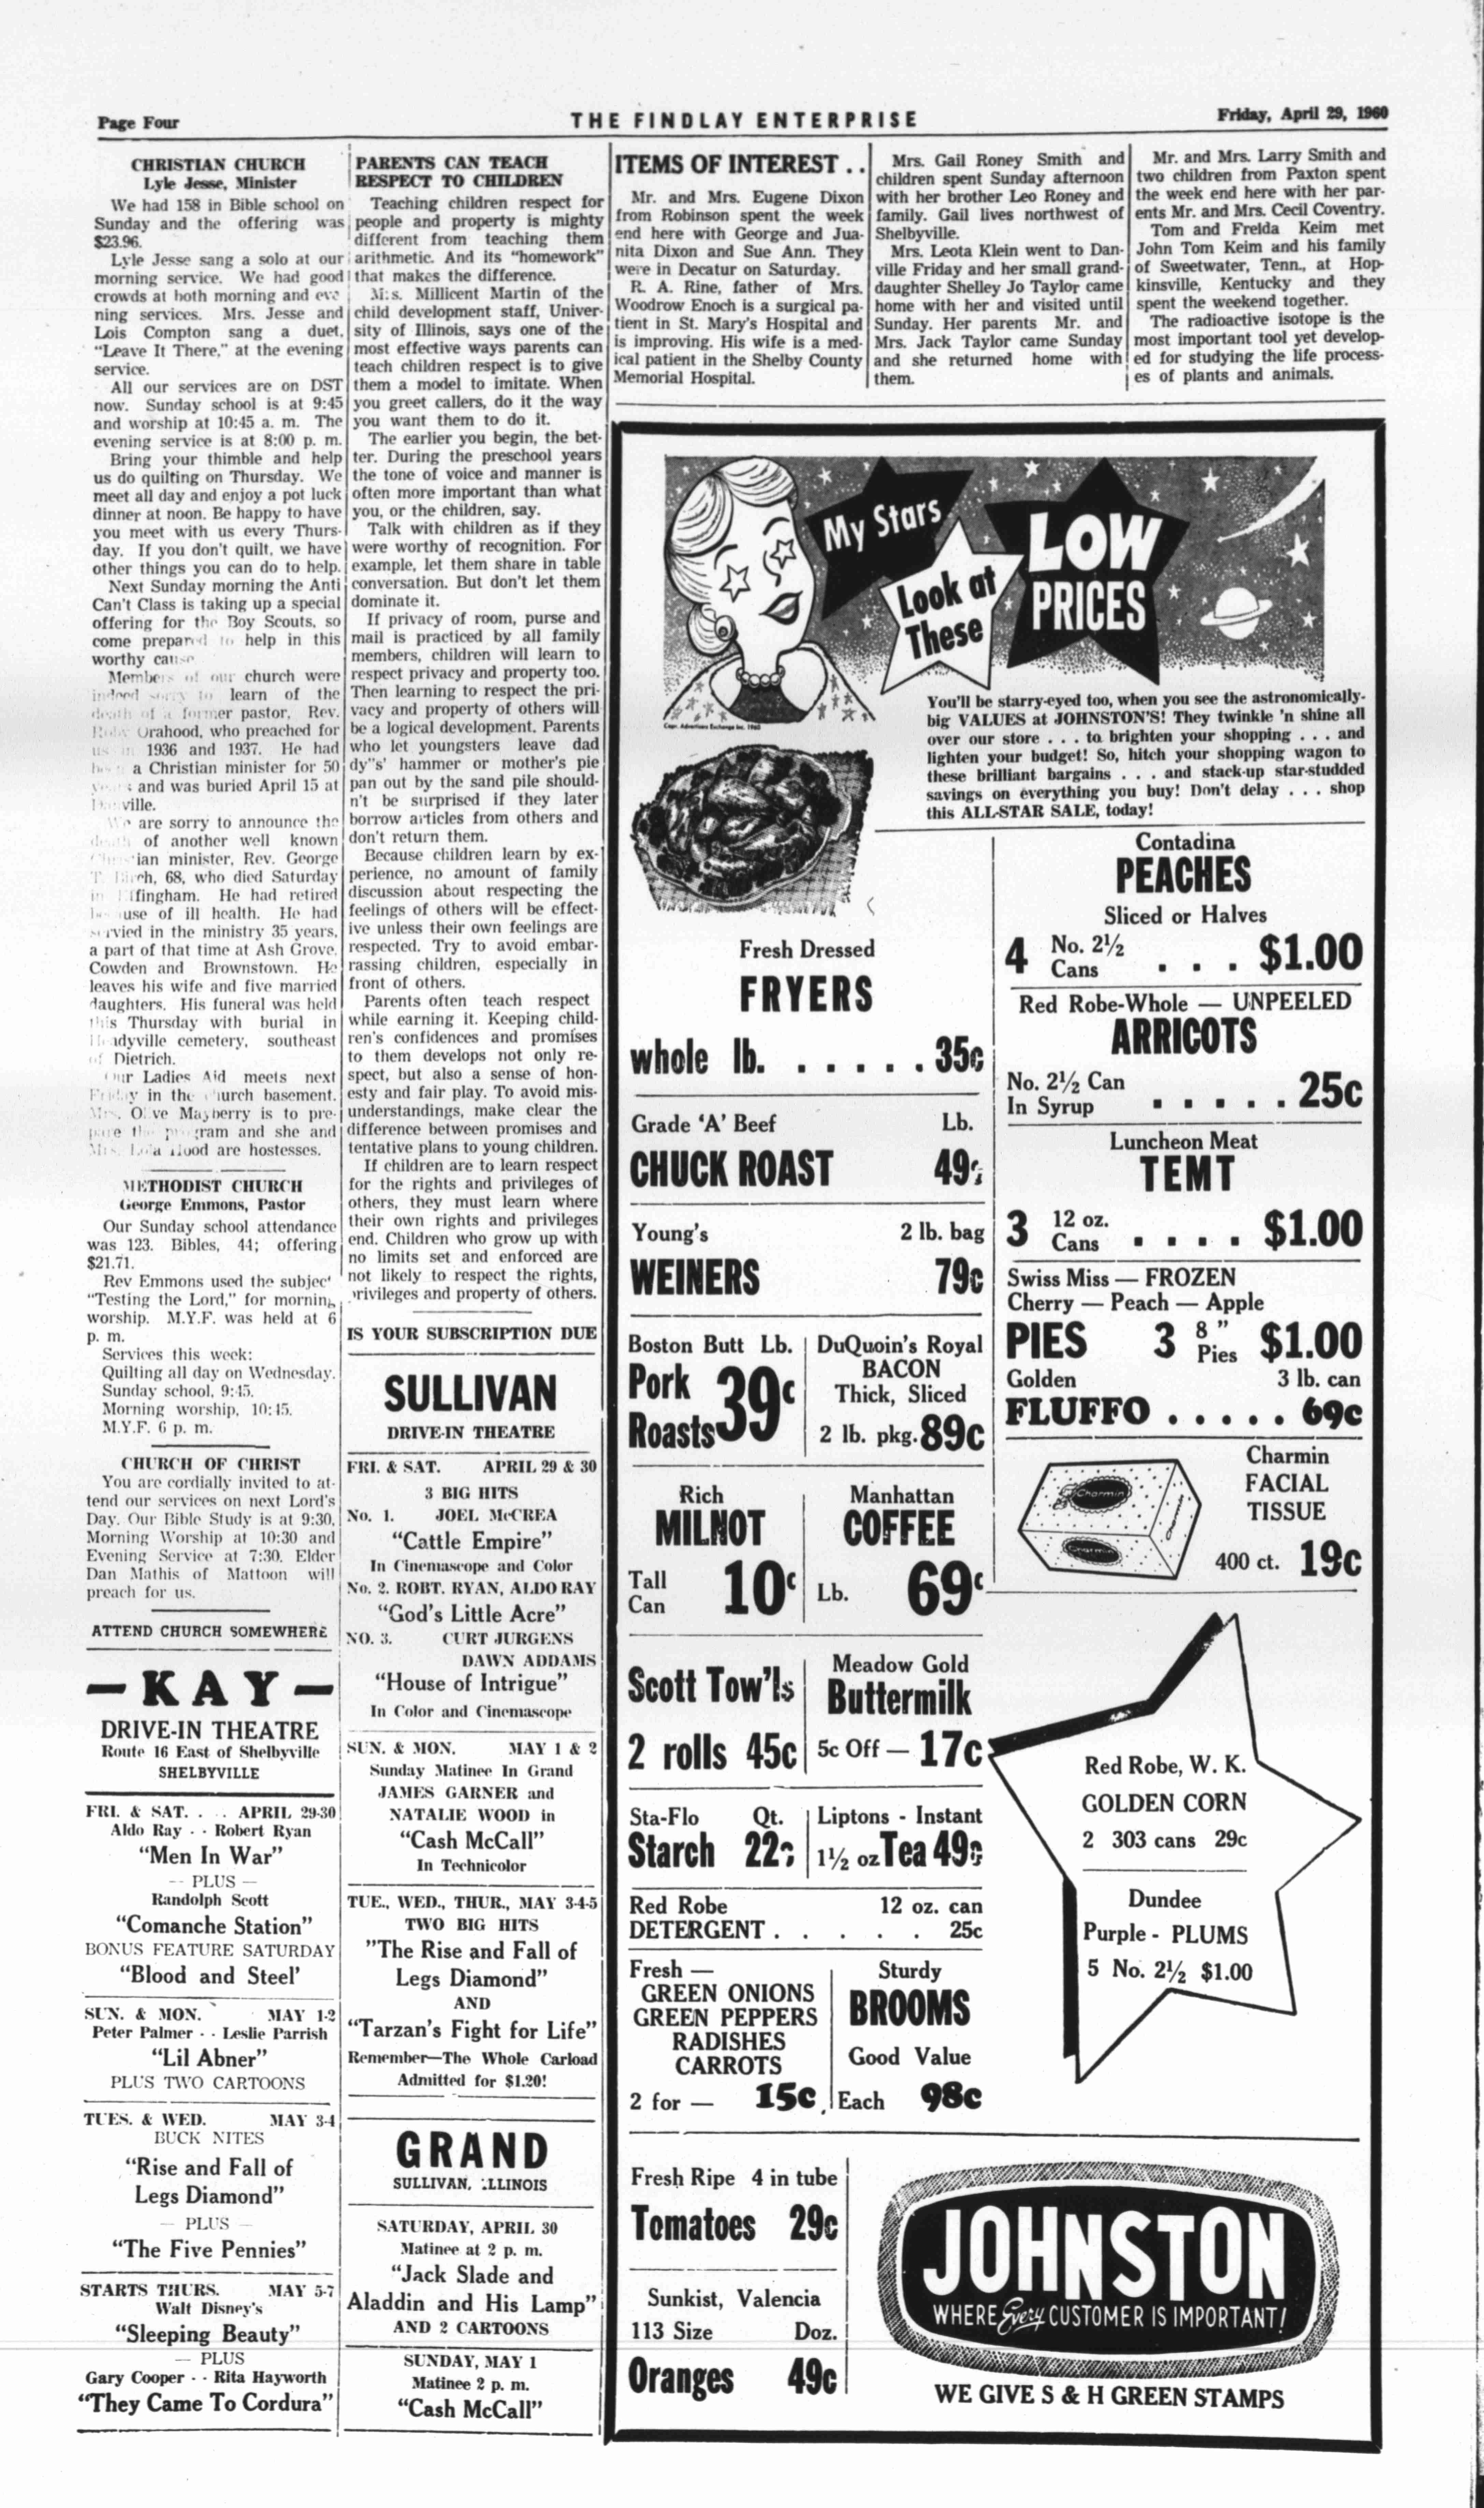 Page Four
THE FINDLAY ENTERPRISE
Friday, April 29, 1960
CHRISTIAN CHURCH
Lyle Jesse, Minister
We had 158 in Bible school on
Sunday and the offering was
$23.96.
Lyle Jesse sang a solo at our
morning service. We had good
crowds at both morning and eve
ning services. Mrs. Jesse and
Lois Compton sang a duet,
"Leave It There," at the evening
service.
All our services are on DST
now. Sunday school is at 9:45
and worship at 10:45 a. m. The
evening service is at 8:00 p. m.
Bring your thimble and help
us do quilting on Thursday. We
meet all day and enjoy a pot luck
dinner at noon. Be happy to have
you meet with us every Thurs-
day. If you don't quilt, we have
other things you can do to help.
Next Sunday morning the Anti
Can't Class is taking up a special
offering for the Boy Scouts, so
come prepared to help in this
worthy cause
Members of our church were
indeed sorry to learn of the
death of a former pastor, Rev.
Orahood, who preached for
us in 1936 and 1937. He had
been a Christian minister for 50
years and was buried April 15 at
ville.
We are sorry to announce the
death of another well known
Christian minister, Rev. George
T. Birch, 68, who died Saturday
in Effingham. He had retired
because of ill health. He had
servied in the ministry 35 years,
a part of that time at Ash Grove,
Cowden and Brownstown. He
leaves his wife and five married
daughters. His funeral was held
this Thursday with burial in
cemetery, southeast
of Dietrich.
Our Ladies Aid meets next
Friday in the church basement.
Mrs. Olive Mayberry is to pre-
pare the program and she and
Mrs. Lola Hood are hostesses.
METHODIST CHURCH
George Emmons, Pastor
Our Sunday school attendance
was 123. Bibles, 44; offering
$21.71.
Rev Emmons used the subject
"Testing the Lord," for morning
worship. M.Y.F. was held at 6
p. m.
Services this week:
Quilting all day on Wednesday.
Sunday school, 9:45.
Morning worship, 10:45.
M.Y.F. 6 p. m.
CHURCH OF CHRIST
You are cordially invited to at-
tend our services on next Lord's
Day. Our Bible Study is at 9:30,
Morning Worship at 10:30 and
Evening Service at 7:30. Elder
Dan Mathis of Mattoon will
preach for us.
ATTEND CHURCH SOMEWHERE
—KAY—
DRIVE-IN THEATRE
Route 16 East of Shelbyville
SHELBYVILLE
FRI. & SAT. . . . APRIL 29-30
Aldo Ray - - Robert Ryan
"Men In War"
-- PLUS —
Randolph Scott
"Comanche Station"
BONUS FEATURE SATURDAY
"Blood and Steel'
SUN. & MON. MAY 1-2
Peter Palmer - - Leslie Parrish
"Lil Abner"
PLUS TWO CARTOONS
TUES. & WED. MAY 3-4
BUCK NITES
"Rise and Fall of
Legs Diamond"
— PLUS —
"The Five Pennies"
STARTS THURS. MAY 5-7
Walt Disney's
"Sleeping Beauty"
— PLUS
Gary Cooper - - Rita Hayworth
"They Came To Cordura"
PARENTS CAN TEACH
RESPECT TO CHILDREN
Teaching children respect for
people and property is mighty
different from teaching them
arithmetic. And its "homework"
that makes the difference.
Mrs. Millicent Martin of the
child development staff, Univer-
sity of Illinois, says one of the
most effective ways parents can
teach children respect is to give
them a model to imitate. When
you greet callers, do it the way
you want them to do it.
The earlier you begin, the bet-
ter. During the preschool years
the tone of voice and manner is
often more important than what
you, or the children, say.
Talk with children as if they
were worthy of recognition. For
example, let them share in table
conversation. But don't let them
dominate it.
If privacy of room, purse and
mail is practiced by all family
members, children will learn to
respect privacy and property too.
Then learning to respect the pri-
vacy and property of others will
be a logical development. Parents
who let youngsters leave dad
dy"s' hammer or mother's pie
pan out by the sand pile should-
n't be surprised if they later
borrow articles from others and
don't return them.
Because children learn by ex-
perience, no amount of family
discussion about respecting the
feelings of others will be effect-
ive unless their own feelings are
respected. Try to avoid embar-
rassing children, especially in
front of others.
Parents often teach respect
while earning it. Keeping child-
ren's confidences and promises
to them develops not only re-
spect, but also a sense of hon-
esty and fair play. To avoid mis-
understandings, make clear the
difference between promises and
tentative plans to young children.
If children are to learn respect
for the rights and privileges of
others, they must learn where
their own rights and privileges
end. Children who grow up with
no limits set and enforced are
not likely to respect the rights,
privileges and property of others.
IS YOUR SUBSCRIPTION DUE
SULLIVAN
DRIVE-IN THEATRE
FRI. & SAT. APRIL 29 & 30
3 BIG HITS
No. 1. JOEL McCREA
"Cattle Empire"
In Cinemascope and Color
No. 2. ROBT. RYAN, ALDO RAY
"God's Little Acre"
NO. 3. CURT JURGENS
DAWN ADDAMS
"House of Intrigue"
In Color and Cinemascope
SUN. & MON. MAY 1 & 2
Sunday Matinee In Grand
JAMES GARNER and
NATALIE WOOD in
"Cash McCall"
In Technicolor
TUE., WED., THUR., MAY 3-4-5
TWO BIG HITS
"The Rise and Fall of
Legs Diamond"
AND
"Tarzan's Fight for Life"
Remember—The Whole Carload
Admitted for $1.20!
GRAND
SULLIVAN, ILLINOIS
SATURDAY, APRIL 30
Matinee at 2 p. m.
"Jack Slade and
Aladdin and His Lamp"
AND 2 CARTOONS
SUNDAY, MAY 1
Matinee 2 p. m.
"Cash McCall"
ITEMS OF INTEREST . .
Mr. and Mrs. Eugene Dixon
from Robinson spent the week
end here with George and Jua-
nita Dixon and Sue Ann. They
were in Decatur on Saturday.
R. A. Rine, father of Mrs.
Woodrow Enoch is a surgical pa-
tient in St. Mary's Hospital and
is improving. His wife is a med-
ical patient in the Shelby County
Memorial Hospital.
Mrs. Gail Roney Smith and
children spent Sunday afternoon
with her brother Leo Roney and
family. Gail lives northwest of
Shelbyville.
Mrs. Leota Klein went to Dan-
ville Friday and her small grand-
daughter Shelley Jo Taylor came
home with her and visited until
Sunday. Her parents Mr. and
Mrs. Jack Taylor came Sunday
and she returned home with
them.
Mr. and Mrs. Larry Smith and
two children from Paxton spent
the week end here with her par-
ents Mr. and Mrs. Cecil Coventry.
Tom and Frelda Keim met
John Tom Keim and his family
of Sweetwater, Tenn., at Hop-
kinsville, Kentucky and they
spent the weekend together.
The radioactive isotope is the
most important tool yet develop-
ed for studying the life process-
es of plants and animals.
My Stars
Look at
These
LOW
PRICES
Copr. Advertisers Exchange Inc. 1960
You'll be starry-eyed too, when you see the astronomically-
big VALUES at JOHNSTON'S! They twinkle 'n shine all
over our store . . . to brighten your shopping . . . and
lighten your budget! So, hitch your shopping wagon to
these brilliant bargains . . . and stack-up star-studded
savings on everything you buy! Don't delay . . . shop
this ALL-STAR SALE, today!
Fresh Dressed
FRYERS
whole lb. . . . . . . 35c
Grade 'A' Beef Lb.
CHUCK ROAST 49c
Young's 2 lb. bag
WEINERS 79c
Boston Butt Lb.
Pork
Roasts 39c
DuQuoin's Royal
BACON
Thick, Sliced
2 lb. pkg. 89c
Rich
MILNOT
Tall
Can 10c
Manhattan
COFFEE
Lb. 69c
Scott Tow'ls
2 rolls 45c
Meadow Gold
Buttermilk
5c Off — 17c
Sta-Flo Qt.
Starch 22c
Liptons - Instant
1½ oz Tea 49c
Red Robe 12 oz. can
DETERGENT . . . . . 25c
Fresh —
GREEN ONIONS
GREEN PEPPERS
RADISHES
CARROTS
2 for — 15c
Sturdy
BROOMS
Good Value
Each 98c
Fresh Ripe 4 in tube
Tomatoes 29c
Sunkist, Valencia
113 Size Doz.
Oranges 49c
Contadina
PEACHES
Sliced or Halves
4 No. 2½
Cans . . . $1.00
Red Robe-Whole — UNPEELED
ARRICOTS
No. 2½ Can
In Syrup . . . . . 25c
Luncheon Meat
TEMT
3 12 oz.
Cans . . . . $1.00
Swiss Miss — FROZEN
Cherry — Peach — Apple
PIES 3 8"
Pies $1.00
Golden 3 lb. can
FLUFFO . . . . . 69c
Charmin
FACIAL
TISSUE
400 ct. 19c
Charmin
Red Robe, W. K.
GOLDEN CORN
2 303 cans 29c
Dundee
Purple - PLUMS
5 No. 2½ $1.00
JOHNSTON
WHERE Every CUSTOMER IS IMPORTANT!
WE GIVE S & H GREEN STAMPS